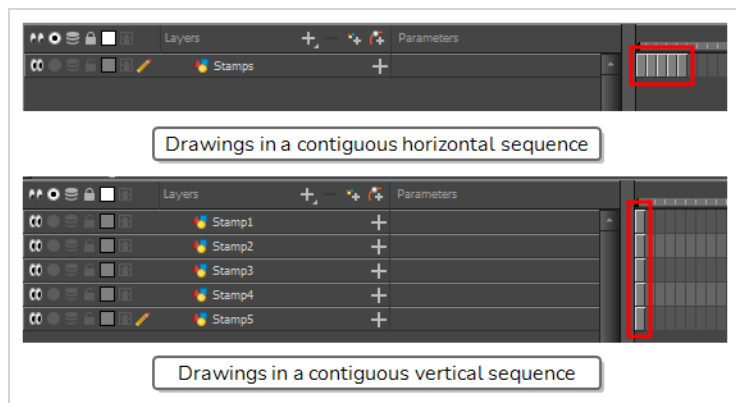 Layers Parameters
Stamps
Drawings in a contiguous horizontal sequence
Layers Parameters
Stamp1
Stamp2
Stamp3
Stamp4
Stamp5
Drawings in a contiguous vertical sequence